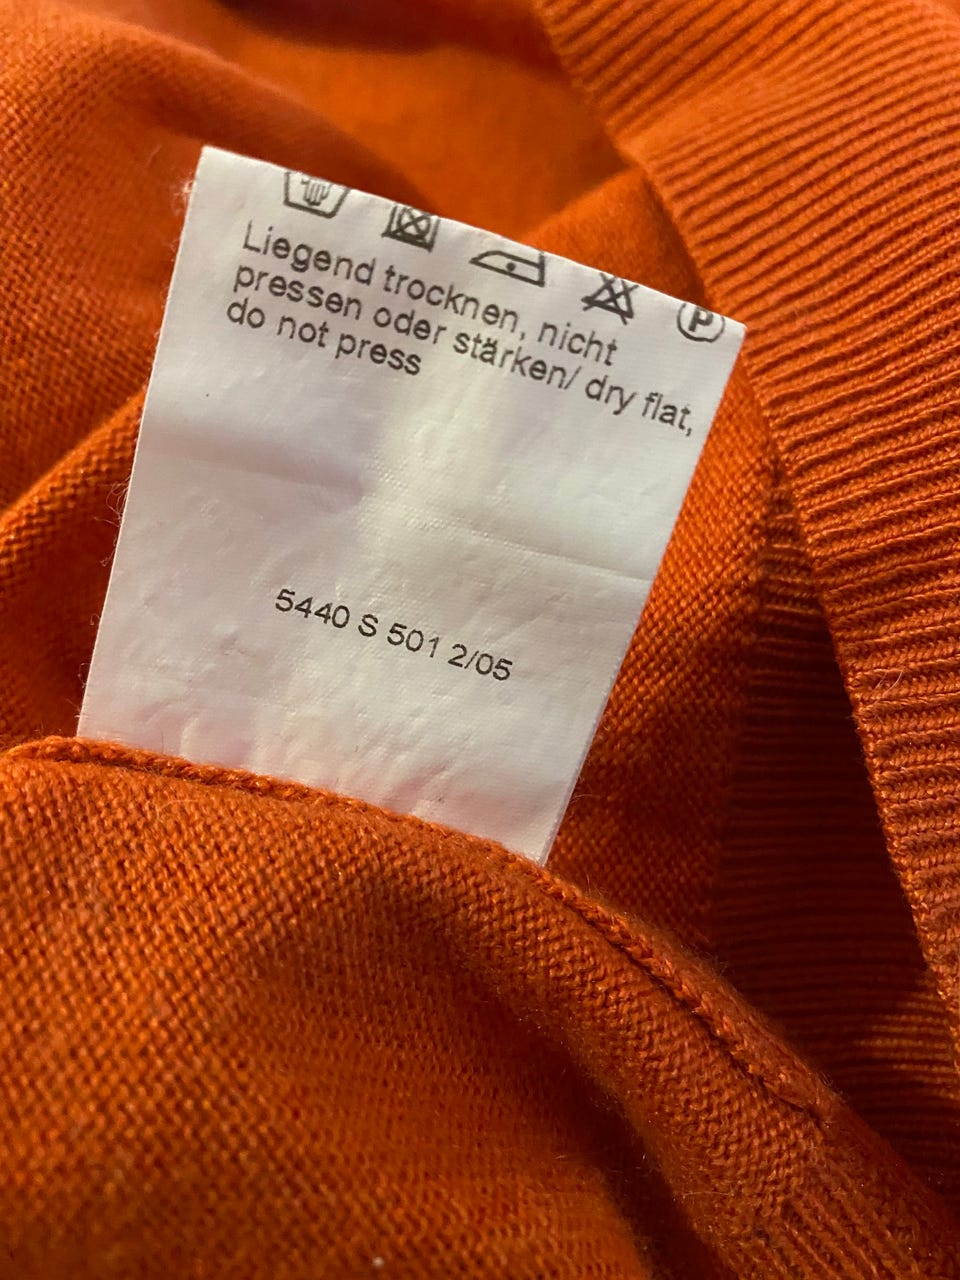 P
Liegend trocknen, nicht
pressen oder stärken/ dry flat,
do not press
5440 S 501 2/05